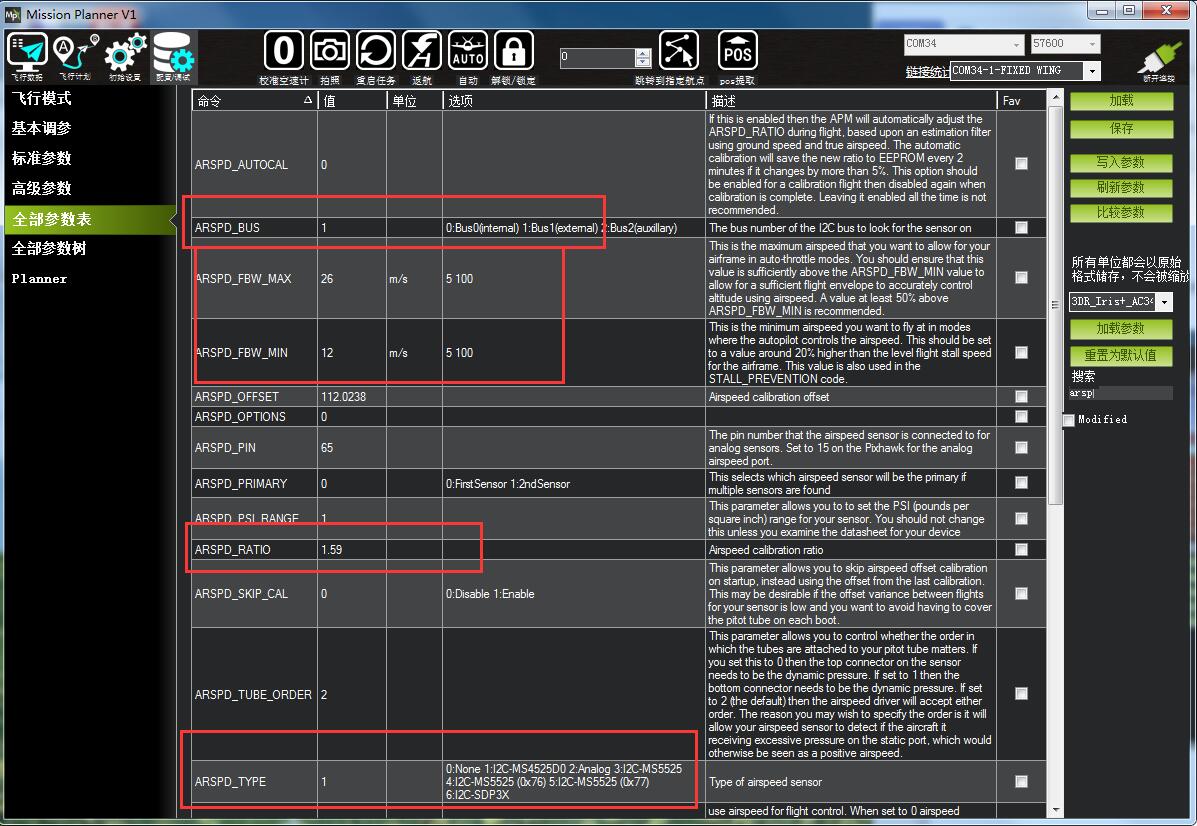 Mission Planner V1
飞行数据 飞行计划 初始设置 配置/调试
校准空速计 拍照 重启任务 返航 自动 解锁/锁定 0 跳转到指定航点 pos提取
AUTO POS
COM34 57600
链接统计 COM34-1-FIXED WING
断开连接
飞行模式
基本调参
标准参数
高级参数
全部参数表
全部参数树
Planner
命令 值 单位 选项 描述 Fav
ARSPD_AUTOCAL 0
If this is enabled then the APM will automatically adjust the
ARSPD_RATIO during flight, based upon an estimation filter
using ground speed and true airspeed. The automatic
calibration will save the new ratio to EEPROM every 2
minutes if it changes by more than 5%. This option should
be enabled for a calibration flight then disabled again when
calibration is complete. Leaving it enabled all the time is not
recommended.
ARSPD_BUS 1 0:Bus0(internal) 1:Bus1(external) 2:Bus2(auxillary) The bus number of the I2C bus to look for the sensor on
ARSPD_FBW_MAX 26 m/s 5 100
This is the maximum airspeed that you want to allow for your
airframe in auto-throttle modes. You should ensure that this
value is sufficiently above the ARSPD_FBW_MIN value to
allow for a sufficient flight envelope to accurately control
altitude using airspeed. A value at least 50% above
ARSPD_FBW_MIN is recommended.
ARSPD_FBW_MIN 12 m/s 5 100
This is the minimum airspeed you want to fly at in modes
where the autopilot controls the airspeed. This should be set
to a value around 20% higher than the level flight stall speed
for the airframe. This value is also used in the
STALL_PREVENTION code.
ARSPD_OFFSET 112.0238 Airspeed calibration offset
ARSPD_OPTIONS 0
ARSPD_PIN 65
The pin number that the airspeed sensor is connected to for
analog sensors. Set to 15 on the Pixhawk for the analog
airspeed port.
ARSPD_PRIMARY 0 0:FirstSensor 1:2ndSensor
This selects which airspeed sensor will be the primary if
multiple sensors are found
ARSPD_PSI_RANGE 1
This parameter allows you to to set the PSI (pounds per
square inch) range for your sensor. You should not change
this unless you examine the datasheet for your device
ARSPD_RATIO 1.59 Airspeed calibration ratio
ARSPD_SKIP_CAL 0 0:Disable 1:Enable
This parameter allows you to skip airspeed offset calibration
on startup, instead using the offset from the last calibration.
This may be desirable if the offset variance between flights
for your sensor is low and you want to avoid having to cover
the pitot tube on each boot.
ARSPD_TUBE_ORDER 2
This parameter allows you to control whether the order in
which the tubes are attached to your pitot tube matters. If
you set this to 0 then the top connector on the sensor
needs to be the dynamic pressure. If set to 1 then the
bottom connector needs to be the dynamic pressure. If set
to 2 (the default) then the airspeed driver will accept either
order. The reason you may wish to specify the order is it will
allow your airspeed sensor to detect if the aircraft it
receiving excessive pressure on the static port, which would
otherwise be seen as a positive airspeed.
ARSPD_TYPE 1
0:None 1:I2C-MS4525D0 2:Analog 3:I2C-MS5525
4:I2C-MS5525 (0x76) 5:I2C-MS5525 (0x77)
6:I2C-SDP3X
Type of airspeed sensor
use airspeed for flight control. When set to 0 airspeed
加载
保存
写入参数
刷新参数
比较参数
所有单位都会以原始
格式储存，不会被缩放
3DR_Iris+_AC34
加载参数
重置为默认值
搜索
arsp
Modified